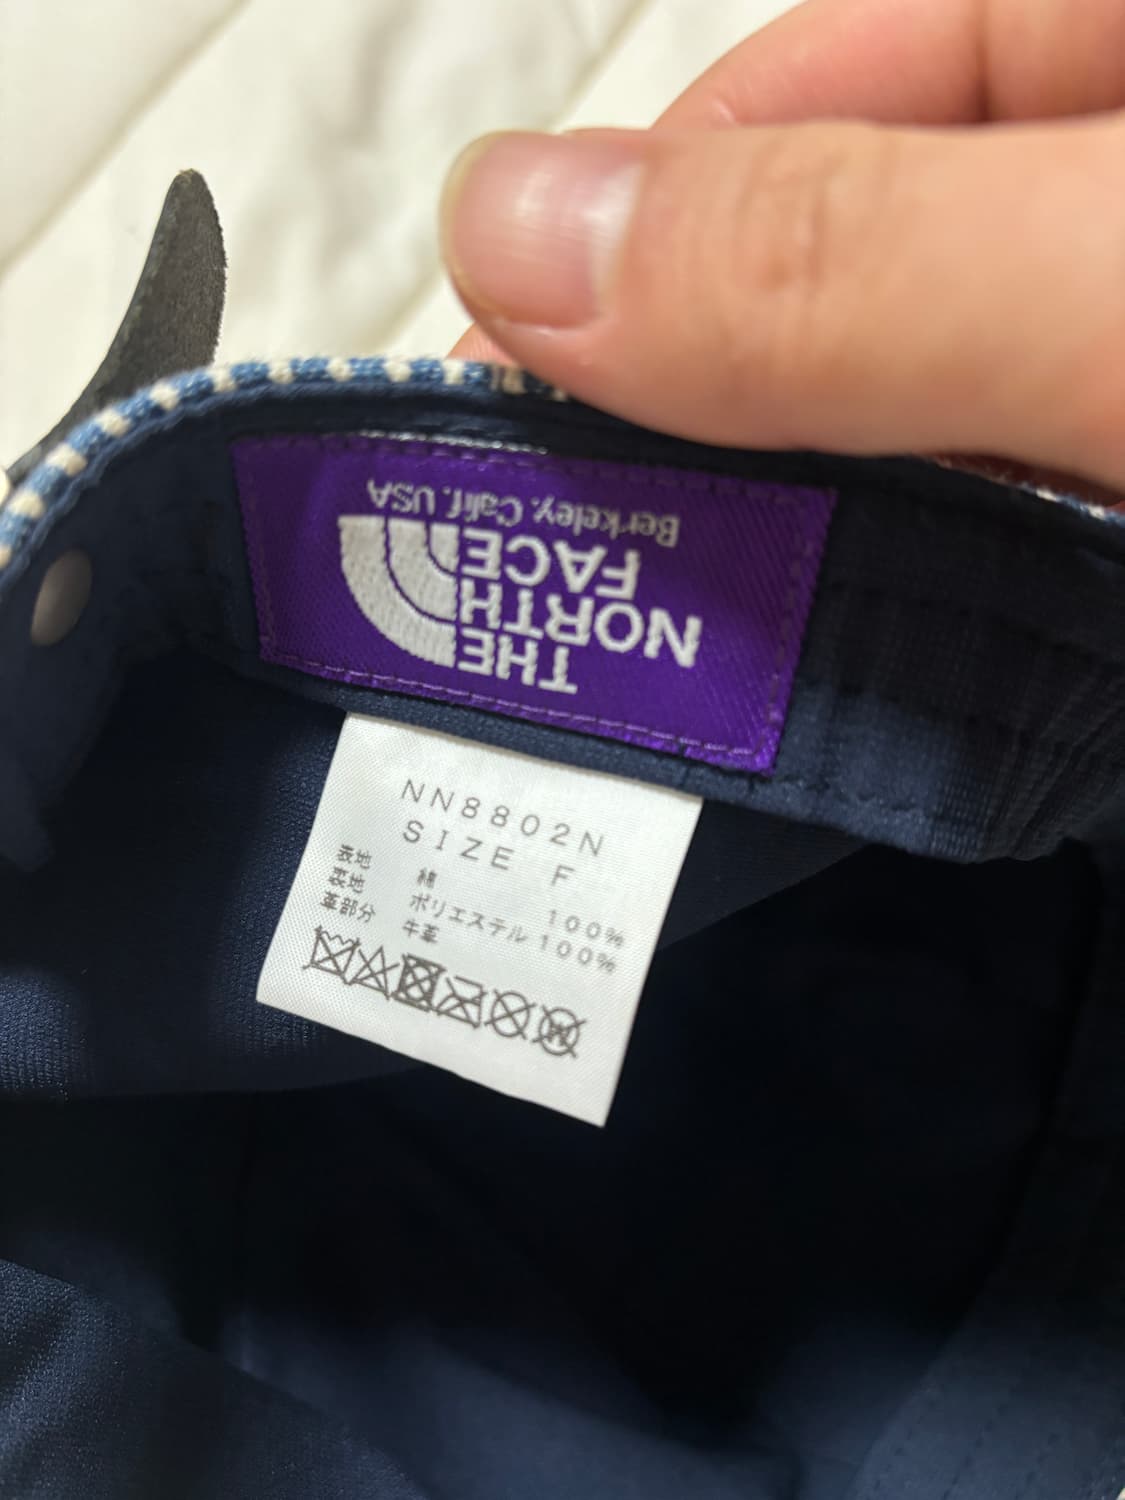 THE
NORTH
FACE
Berkeley, Calif. USA
NN8802N
SIZE F
表地 綿 100%
裏地 ポリエステル 100%
革部分 牛革
W